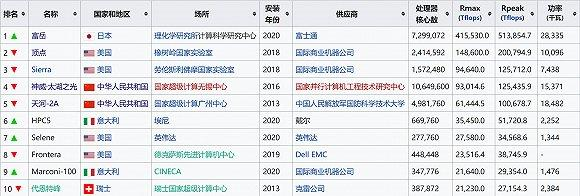 排名 名称 国家和地区 场所 安装年份 供应商 处理器核心数 Rmax (Tflops) Rpeak (Tflops) 功率 (千瓦)
1 富岳 日本 理化学研究所计算科学研究中心 2020 富士通 7,299,072 415,530.0 513,854.7 28,335
2 顶点 美国 橡树岭国家实验室 2018 国际商业机器公司 2,414,592 148,600.0 200,794.9 10,096
3 Sierra 美国 劳伦斯利佛摩国家实验室 2018 国际商业机器公司 1,572,480 94,640.0 125,712.0 7,438
4 神威·太湖之光 中华人民共和国 国家超级计算无锡中心 2016 国家并行计算机工程技术研究中心 10,649,600 93,014.6 125,435.9 15,371
5 天河-2A 中华人民共和国 国家超级计算广州中心 2013 中国人民解放军国防科学技术大学 4,981,760 61,444.5 100,678.7 18,482
6 HPC5 意大利 埃尼 2020 戴尔 669,760 35,450.0 51,720.8 2,252
7 Selene 美国 英伟达 2020 英伟达 277,760 27,580.0 34,568.6 1,344
8 Frontera 美国 德克萨斯先进计算机中心 2019 Dell EMC 448,448 23,516.4 38,745.9 -
9 Marconi-100 意大利 CINECA 2020 国际商业机器公司 347,776 21,640.0 29,354.0 1,476
10 代恩特峰 瑞士 瑞士国家超级计算中心 2013 克雷公司 387,872 21,230.0 27,154.3 2,384